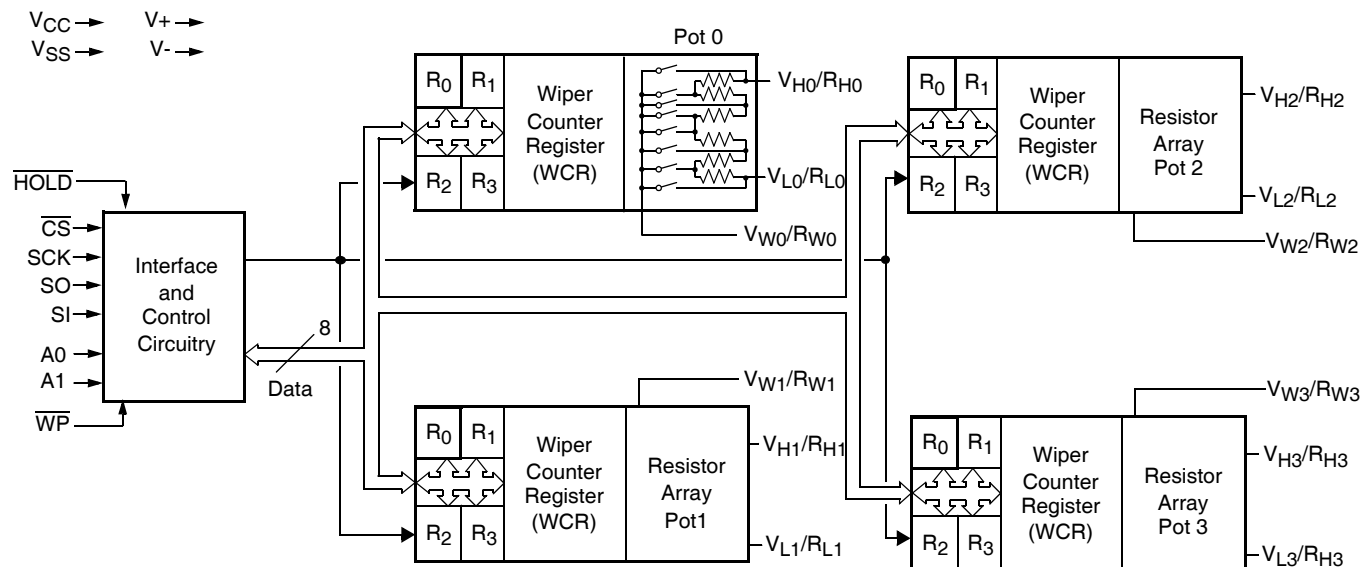 VCC V+
VSS V-
Pot 0
R0 R1
R2 R3
Wiper
Counter
Register
(WCR)
VH0/RH0
VL0/RL0
VW0/RW0
R0 R1
R2 R3
Wiper
Counter
Register
(WCR)
Resistor
Array
Pot 2
VH2/RH2
VL2/RL2
VW2/RW2
HOLD
CS
SCK
SO
SI
A0
A1
WP
Interface
and
Control
Circuitry
8
Data
VW1/RW1
R0 R1
R2 R3
Wiper
Counter
Register
(WCR)
Resistor
Array
Pot1
VH1/RH1
VL1/RL1
VW3/RW3
R0 R1
R2 R3
Wiper
Counter
Register
(WCR)
Resistor
Array
Pot 3
VH3/RH3
VL3/RH3